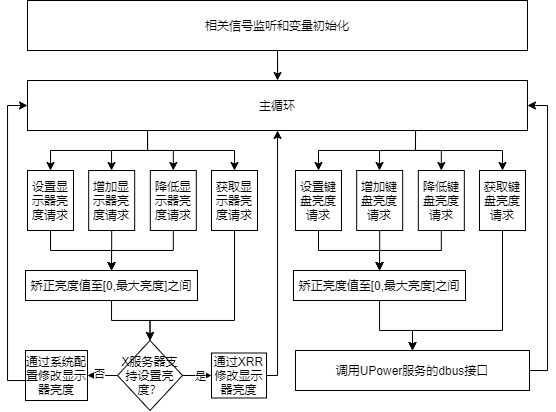 相关信号监听和变量初始化
主循环
设置显
示器亮
度请求
增加显
示器亮
度请求
降低显
示器亮
度请求
获取显
示器亮
度请求
设置键
盘亮度
请求
增加键
盘亮度
请求
降低键
盘亮度
请求
获取键
盘亮度
请求
矫正亮度值至[0,最大亮度]之间
矫正亮度值至[0,最大亮度]之间
通过系统配
置修改显示
器亮度
否
X服务器支
持设置亮
度?
是
通过XRR
修改显示
器亮度
调用UPower服务的dbus接口